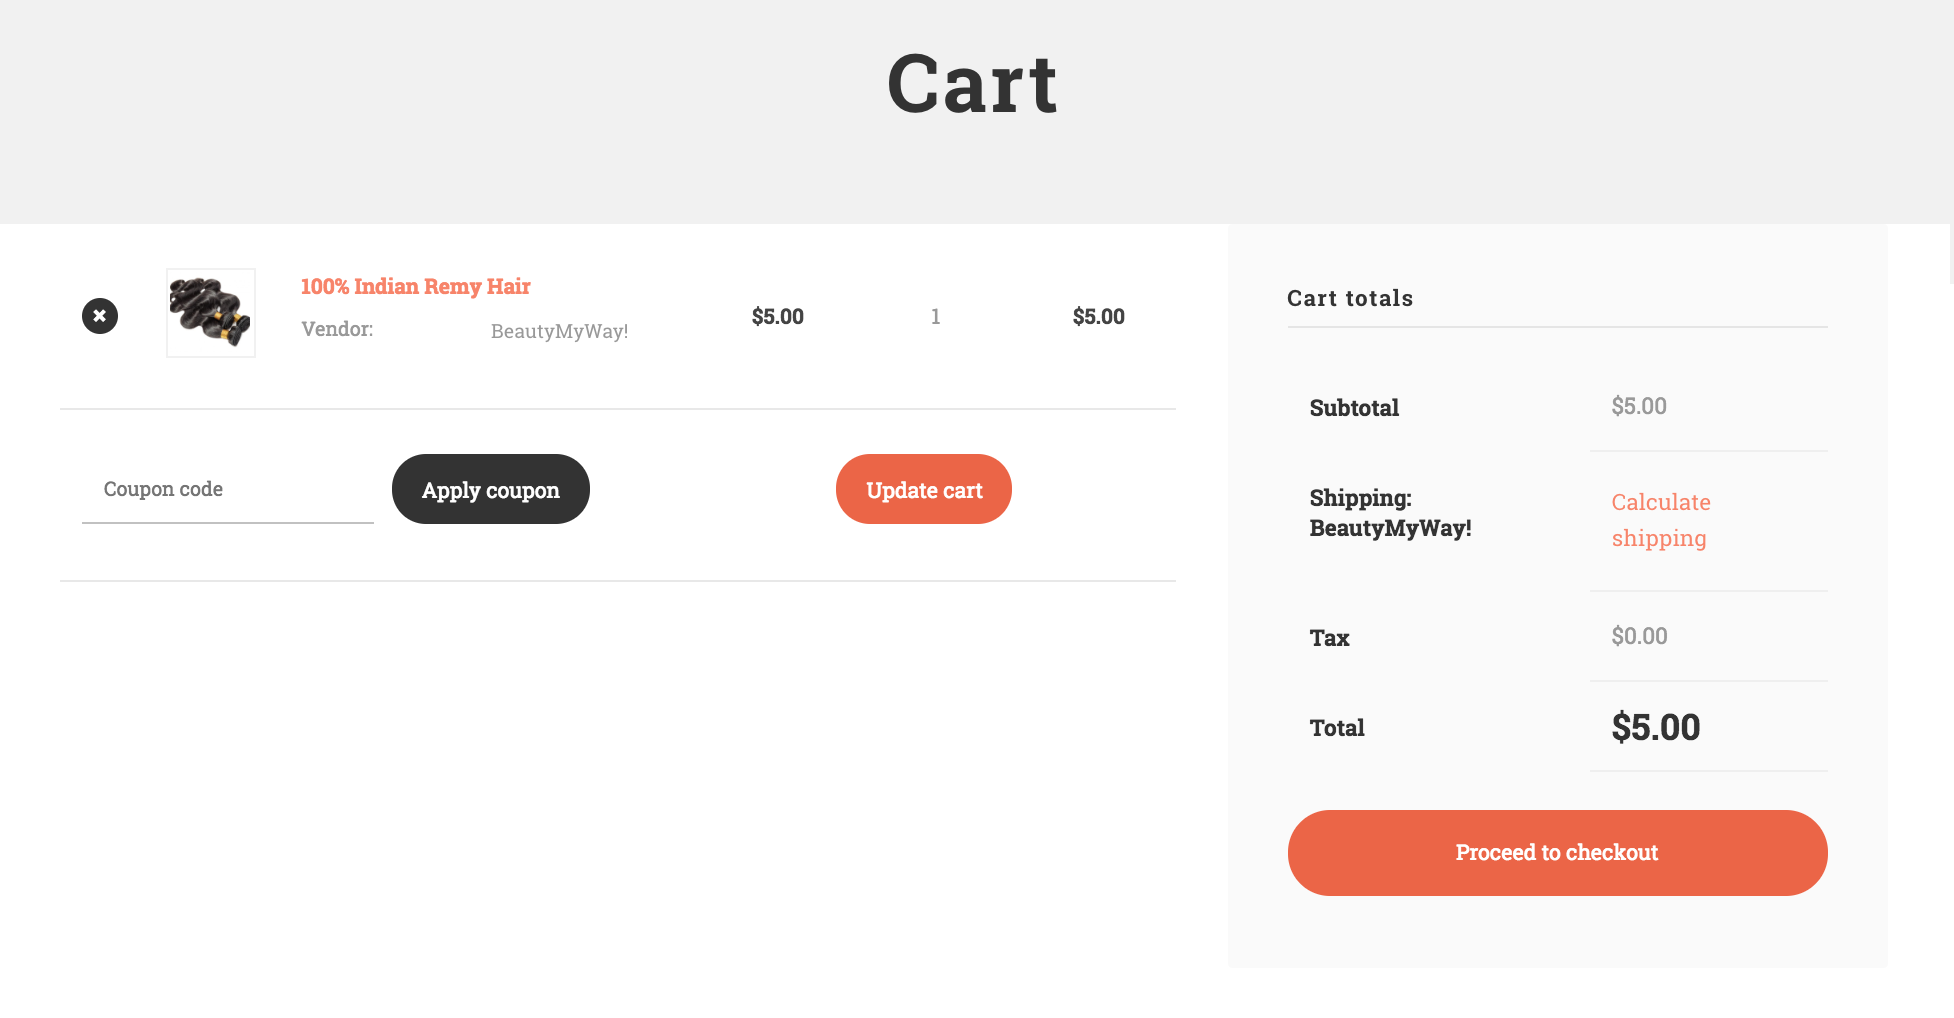 Cart
100% Indian Remy Hair
Vendor: BeautyMyWay!
$5.00 1 $5.00
Coupon code Apply coupon Update cart
Cart totals
Subtotal $5.00
Shipping: BeautyMyWay! Calculate shipping
Tax $0.00
Total $5.00
Proceed to checkout